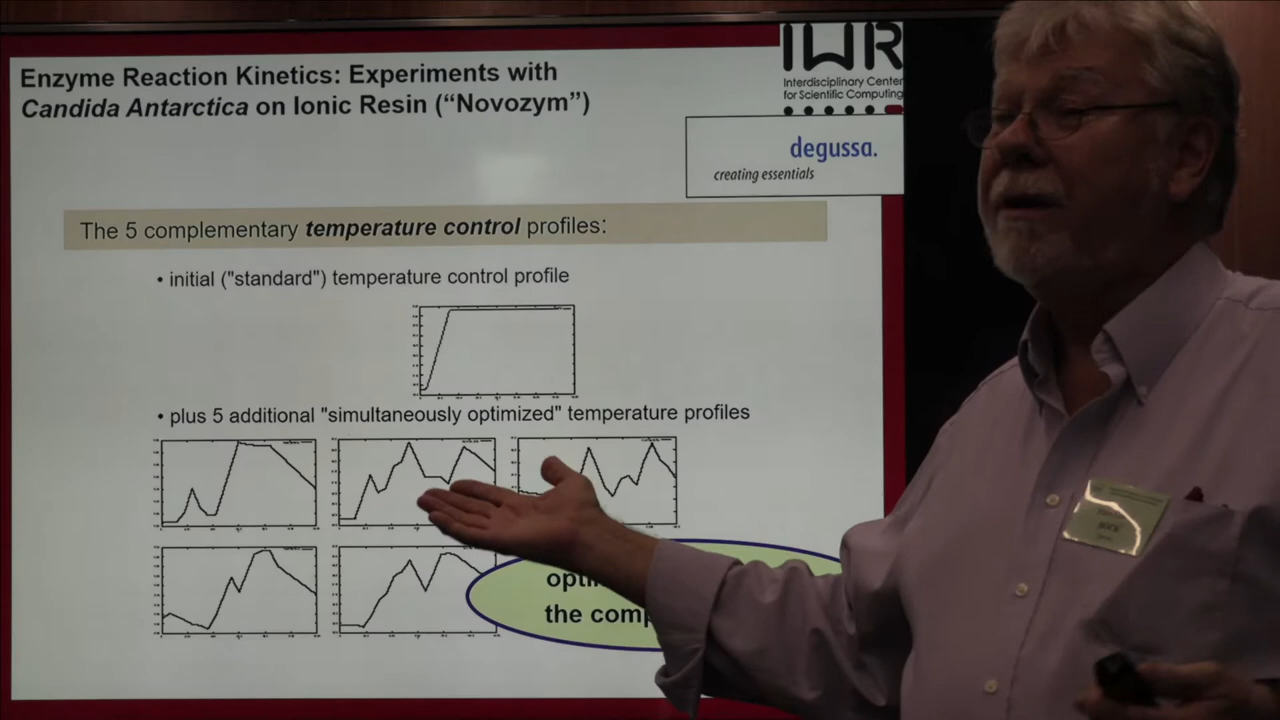 Enzyme Reaction Kinetics: Experiments with
Candida Antarctica on Ionic Resin ("Novozym")
IWR
Interdisciplinary Center
for Scientific Computing
degussa.
creating essentials
The 5 complementary temperature control profiles:
• initial ("standard") temperature control profile
• plus 5 additional "simultaneously optimized" temperature profiles
opti
the comp
BOCK